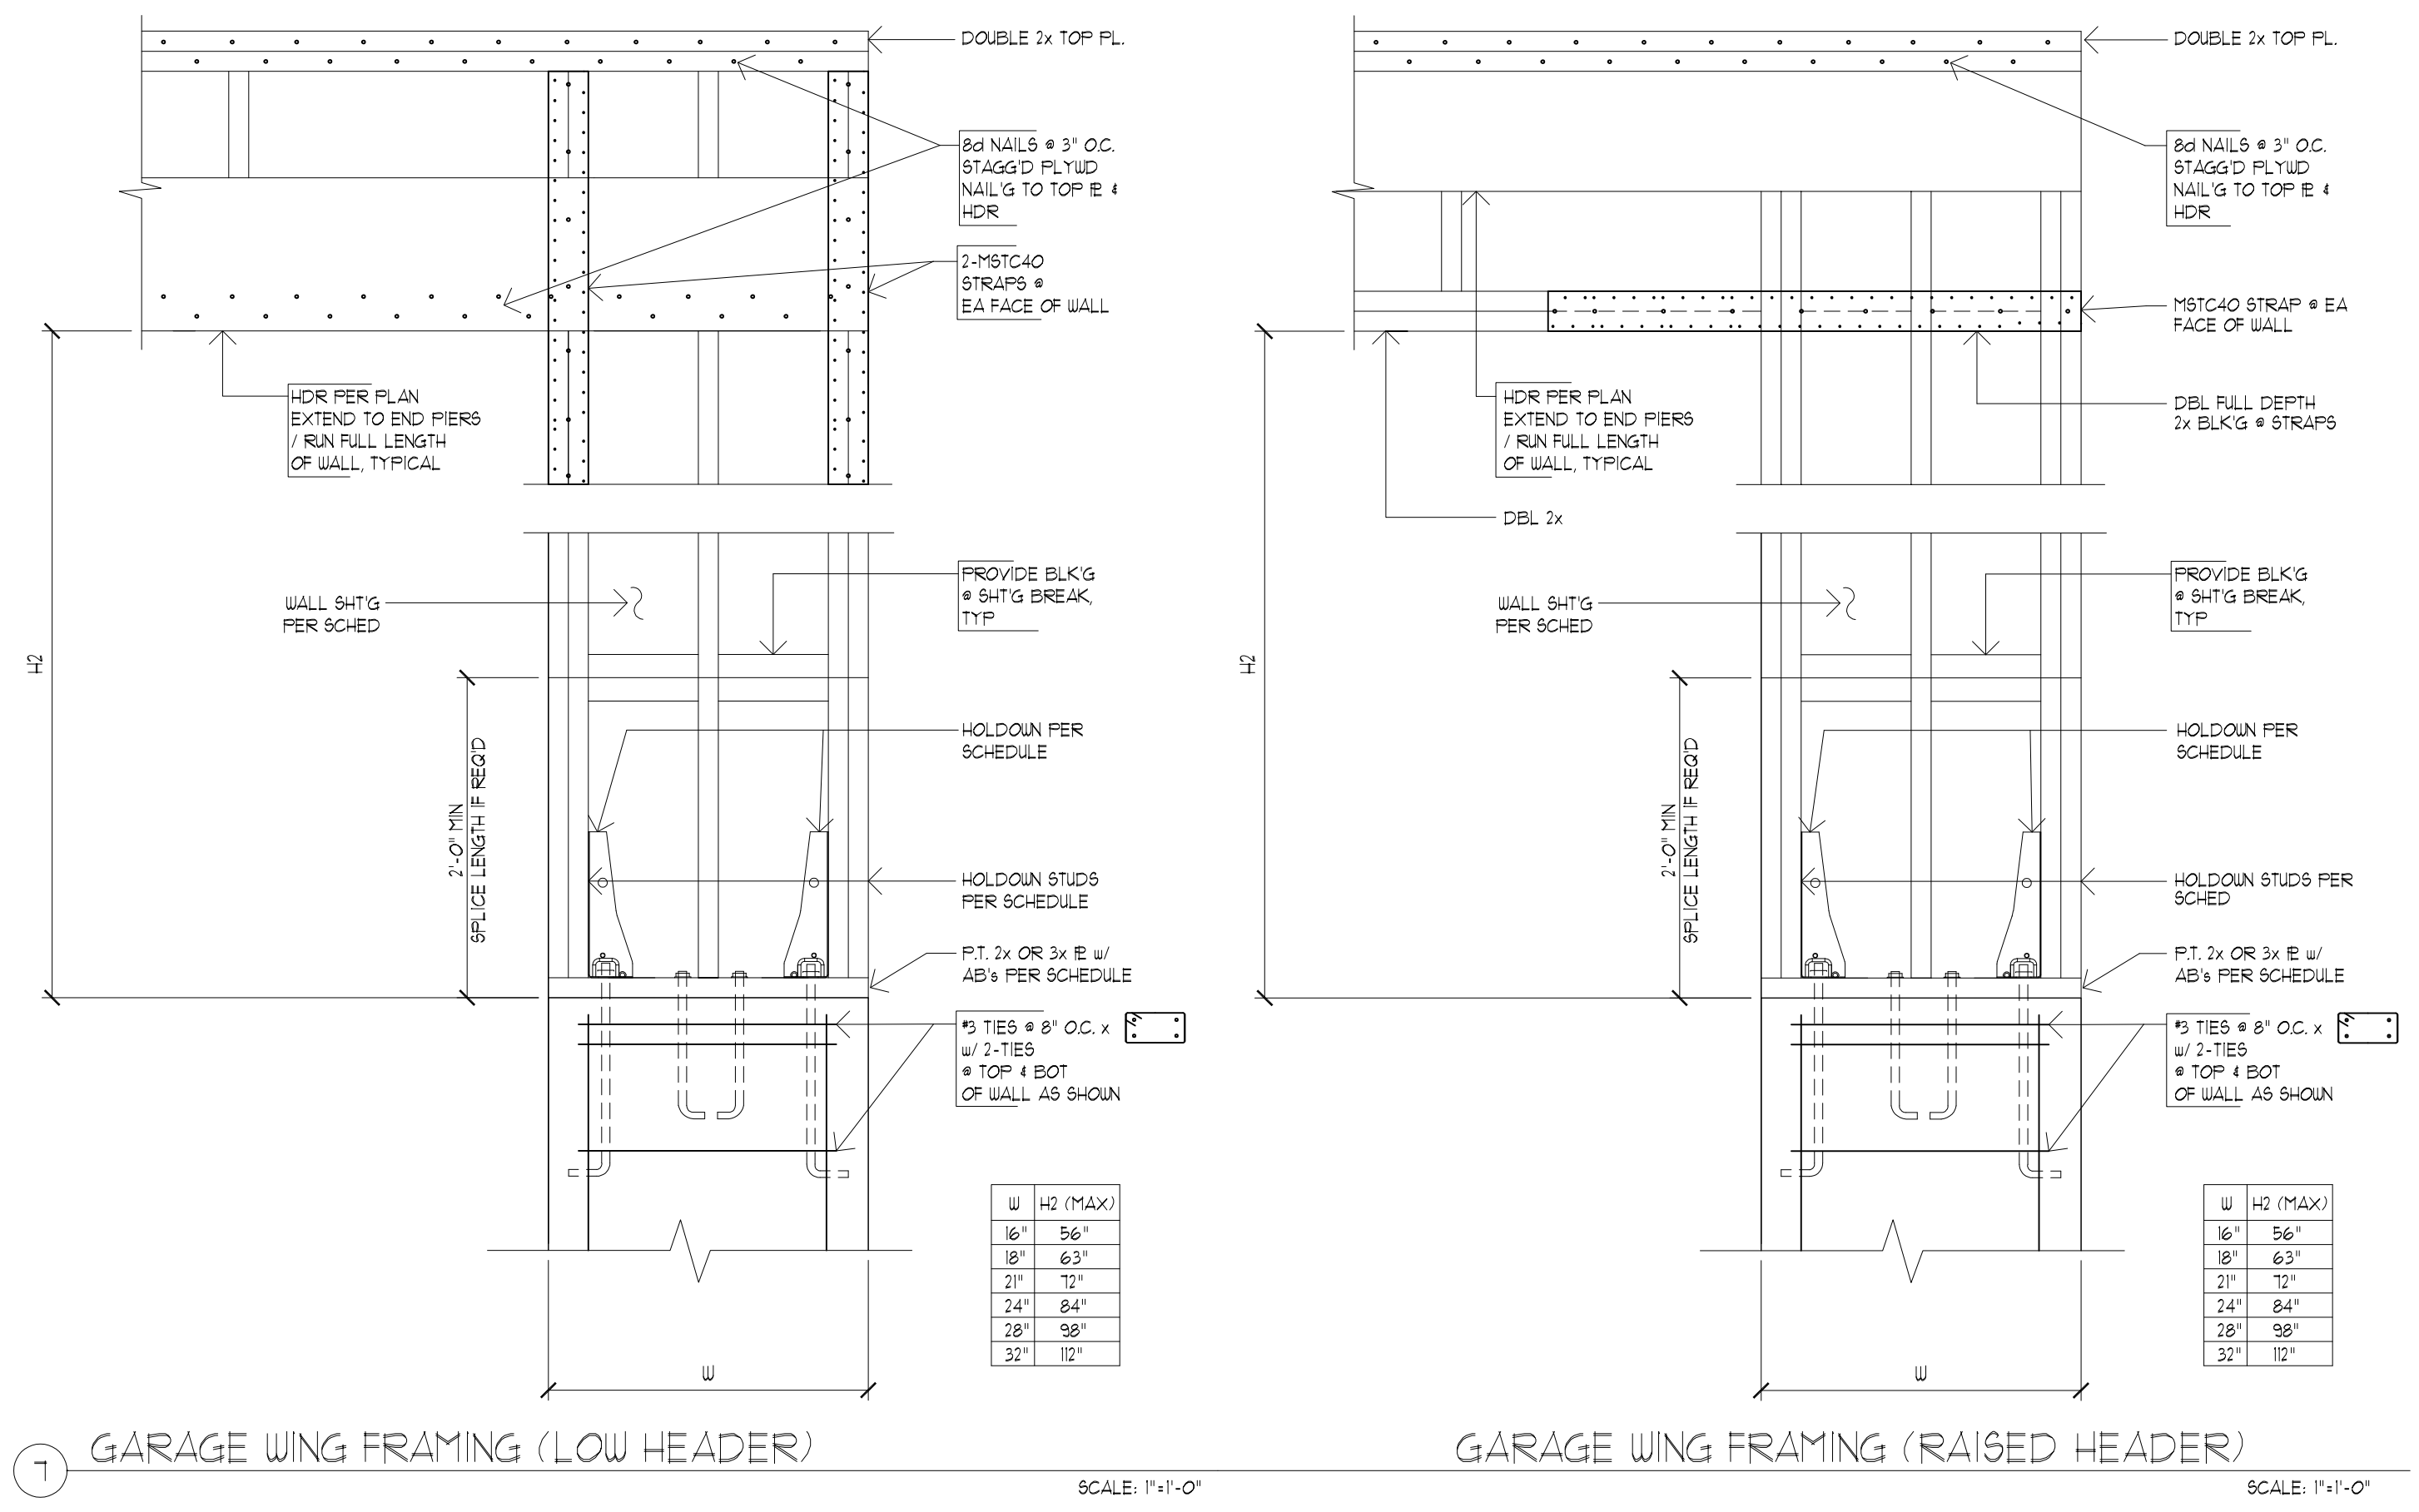 DOUBLE 2x TOP PL.
8d NAILS @ 3" O.C.
STAGG'D PLYWD
NAIL'G TO TOP PL &
HDR
2-MSTC40
STRAPS @
EA FACE OF WALL
HDR PER PLAN
EXTEND TO END PIERS
/ RUN FULL LENGTH
OF WALL, TYPICAL
WALL SHT'G
PER SCHED
PROVIDE BLK'G
@ SHT'G BREAK,
TYP
H2
2'-0" MIN
SPLICE LENGTH IF REQ'D
HOLDOWN PER
SCHEDULE
HOLDOWN STUDS
PER SCHEDULE
P.T. 2x OR 3x PL w/
AB's PER SCHEDULE
#3 TIES @ 8" O.C. x
w/ 2-TIES
@ TOP & BOT
OF WALL AS SHOWN
W H2 (MAX)
16" 56"
18" 63"
21" 72"
24" 84"
28" 98"
32" 112"
W
7
GARAGE WING FRAMING (LOW HEADER)
SCALE: 1"=1'-0"
DOUBLE 2x TOP PL.
8d NAILS @ 3" O.C.
STAGG'D PLYWD
NAIL'G TO TOP PL &
HDR
MSTC40 STRAP @ EA
FACE OF WALL
HDR PER PLAN
EXTEND TO END PIERS
/ RUN FULL LENGTH
OF WALL, TYPICAL
DBL FULL DEPTH
2x BLK'G @ STRAPS
DBL 2x
WALL SHT'G
PER SCHED
PROVIDE BLK'G
@ SHT'G BREAK,
TYP
H2
2'-0" MIN
SPLICE LENGTH IF REQ'D
HOLDOWN PER
SCHEDULE
HOLDOWN STUDS PER
SCHED
P.T. 2x OR 3x PL w/
AB's PER SCHEDULE
#3 TIES @ 8" O.C. x
w/ 2-TIES
@ TOP & BOT
OF WALL AS SHOWN
W H2 (MAX)
16" 56"
18" 63"
21" 72"
24" 84"
28" 98"
32" 112"
W
GARAGE WING FRAMING (RAISED HEADER)
SCALE: 1"=1'-0"